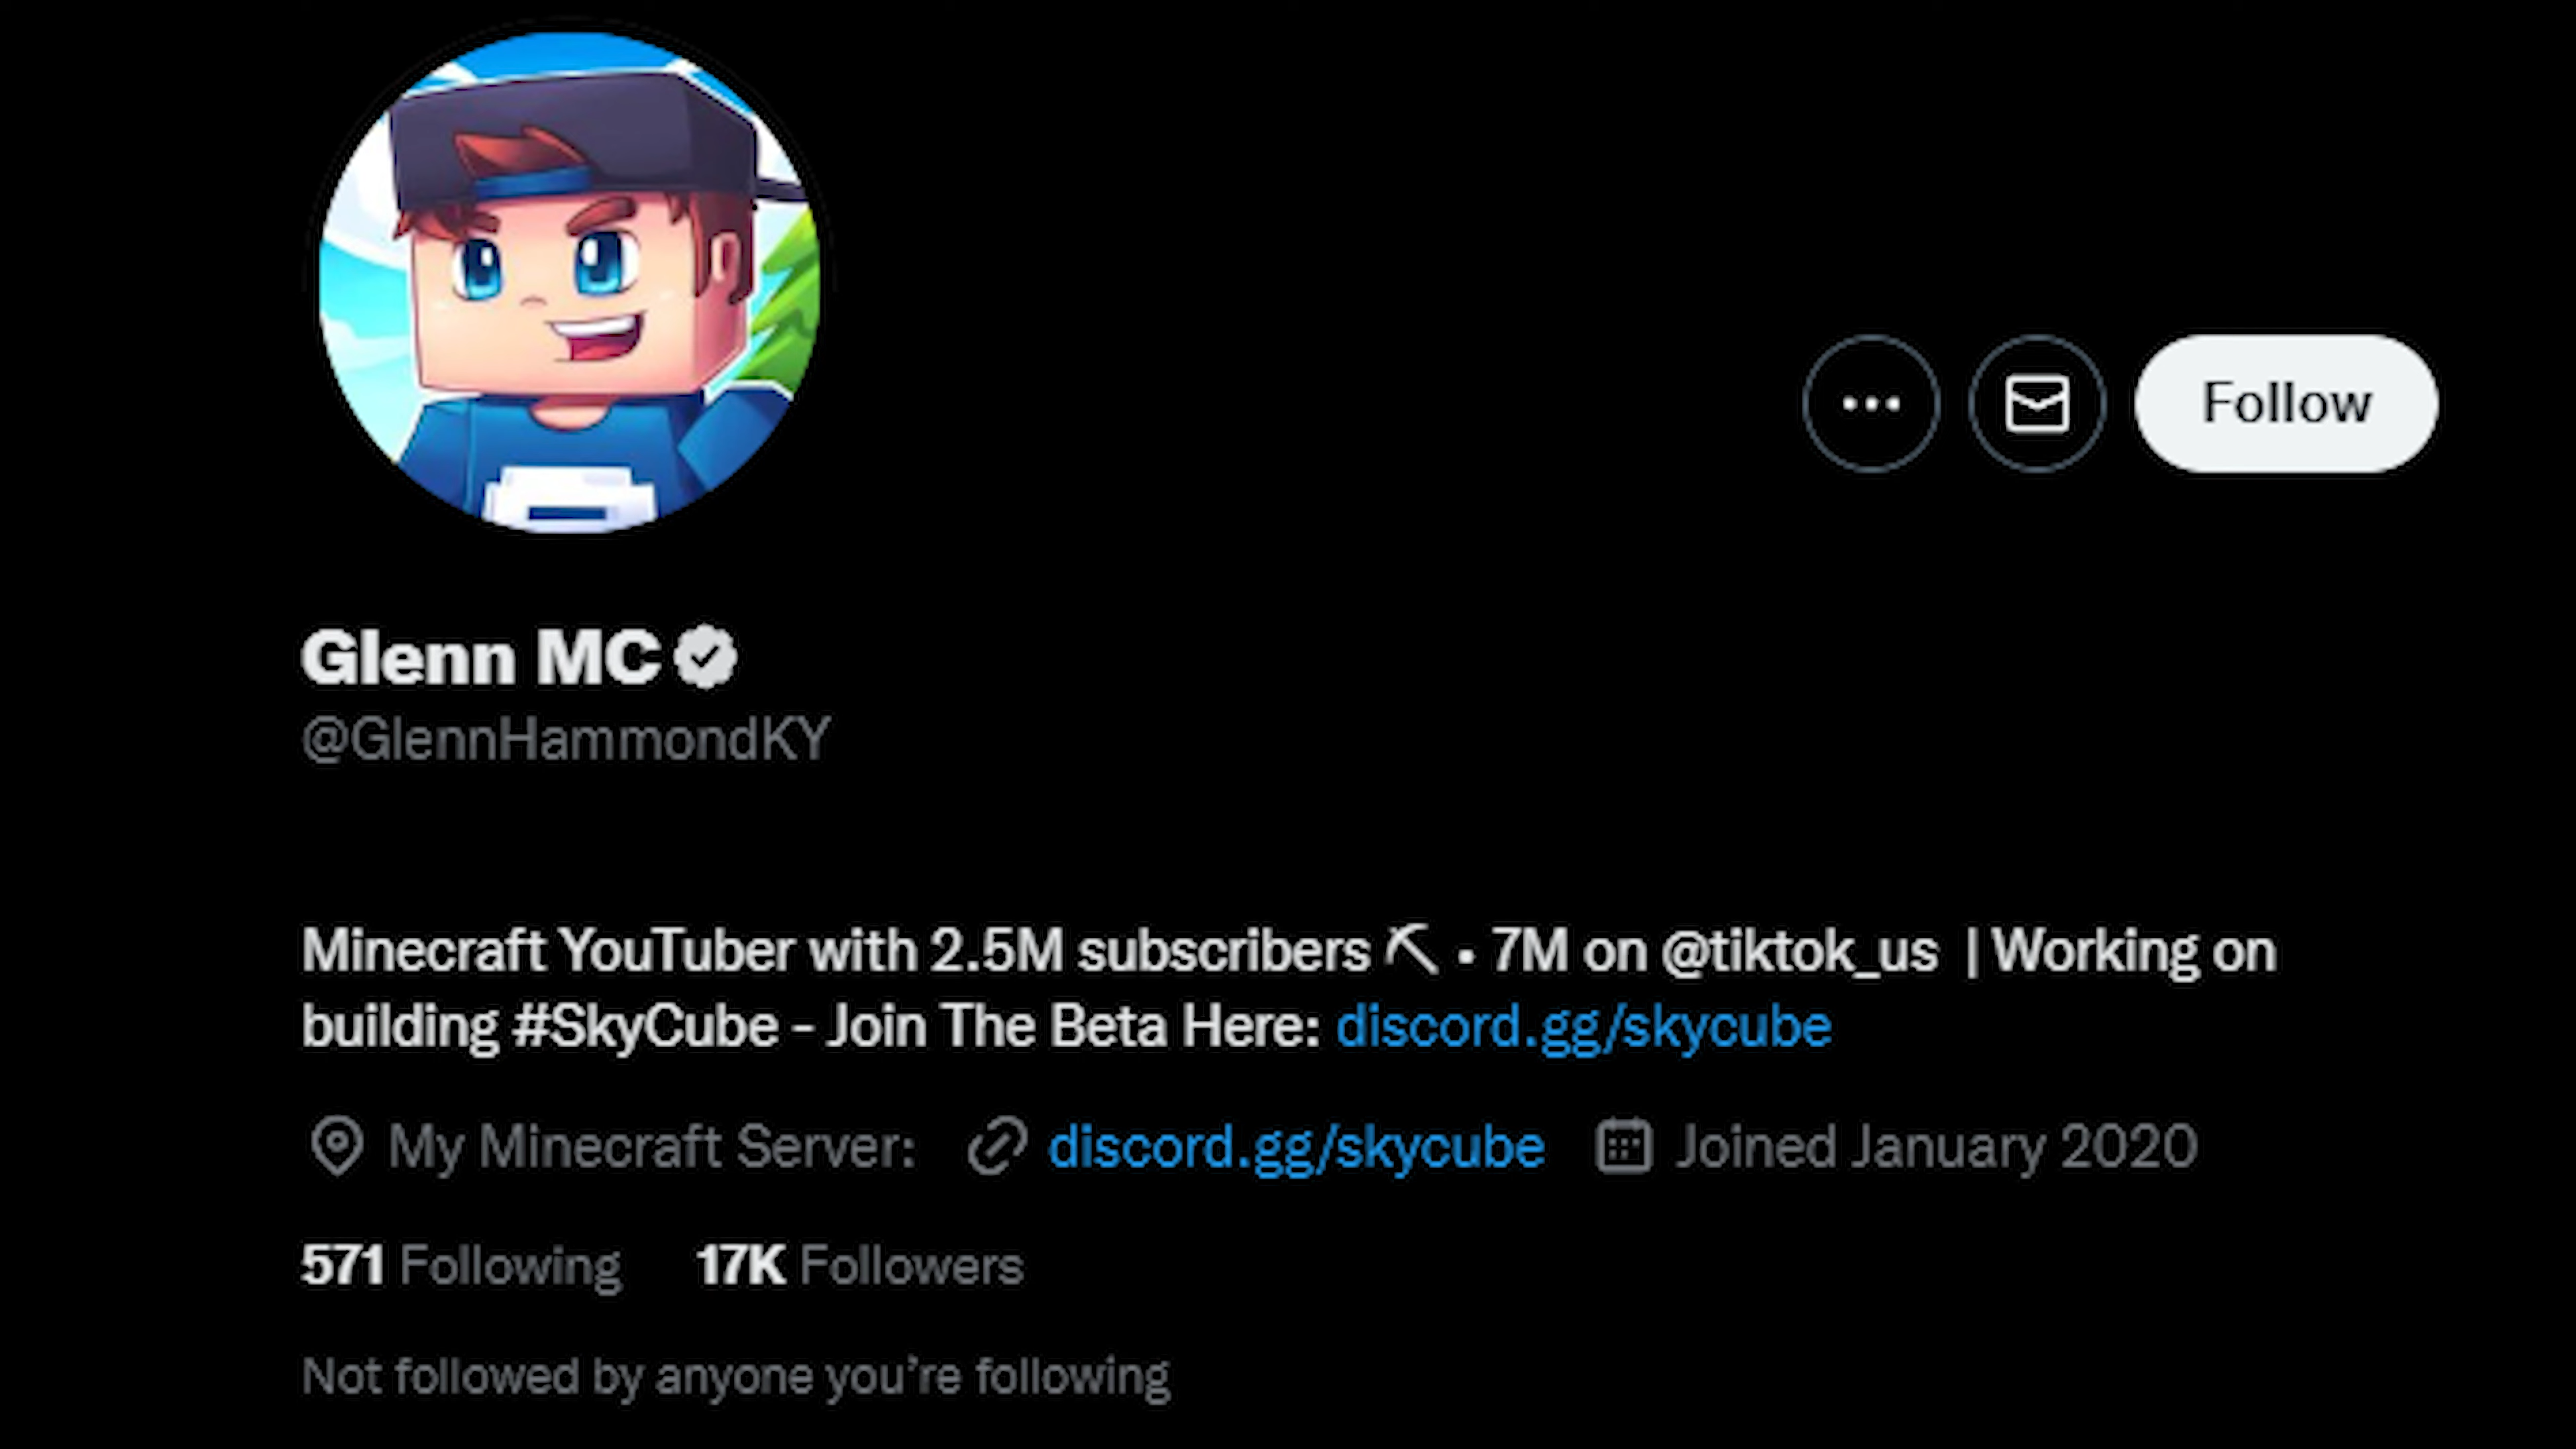 Follow
Glenn MC
@GlennHammondKY
Minecraft YouTuber with 2.5M subscribers ⛏ • 7M on @tiktok_us | Working on
building #SkyCube - Join The Beta Here: discord.gg/skycube
My Minecraft Server: discord.gg/skycube Joined January 2020
571 Following 17K Followers
Not followed by anyone you’re following